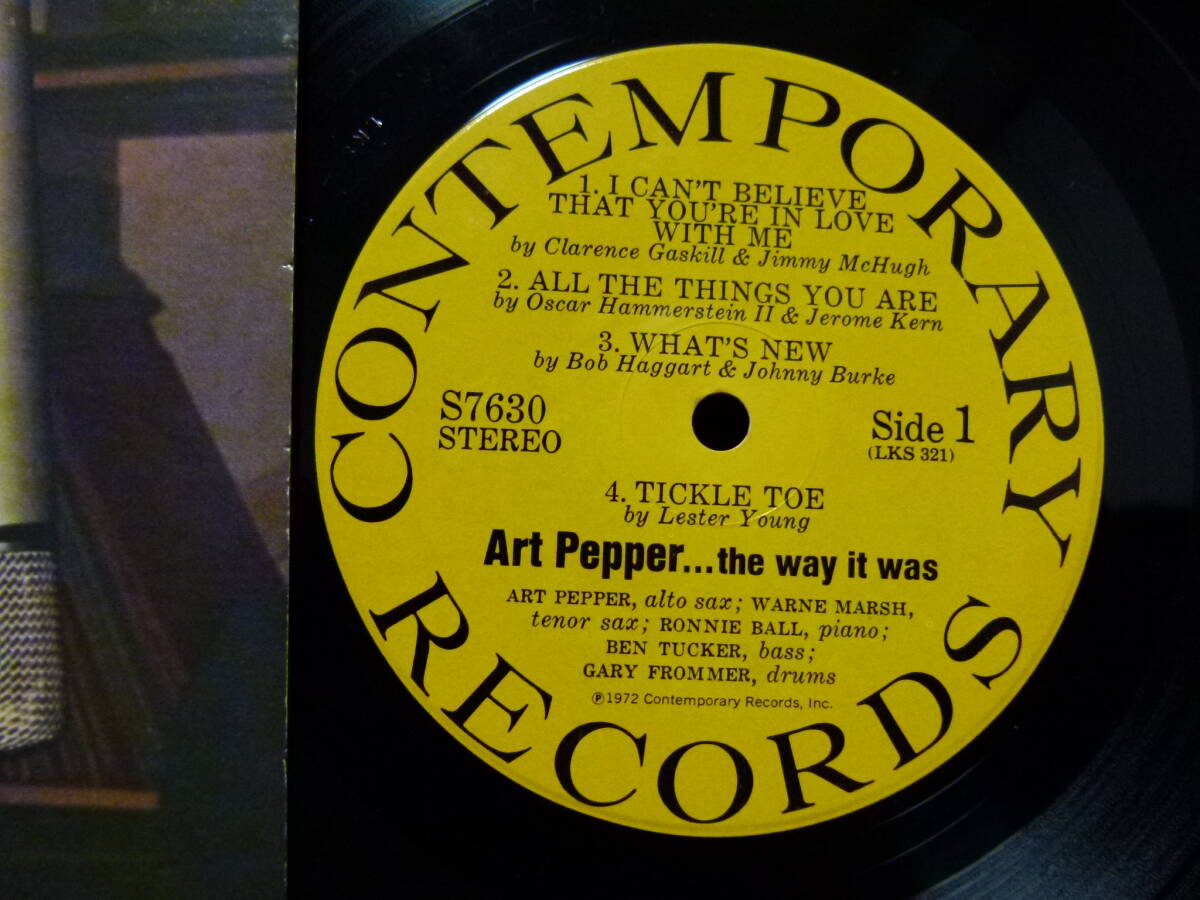 CONTEMPORARY
1. I CAN'T BELIEVE
THAT YOU'RE IN LOVE
WITH ME
by Clarence Gaskill & Jimmy McHugh
2. ALL THE THINGS YOU ARE
by Oscar Hammerstein II & Jerome Kern
3. WHAT'S NEW
by Bob Haggart & Johnny Burke
S7630
STEREO
Side 1
(LKS 321)
4. TICKLE TOE
by Lester Young
Art Pepper...the way it was
ART PEPPER, alto sax; WARNE MARSH,
tenor sax; RONNIE BALL, piano;
BEN TUCKER, bass;
GARY FROMMER, drums
℗1972 Contemporary Records, Inc.
RECORDS